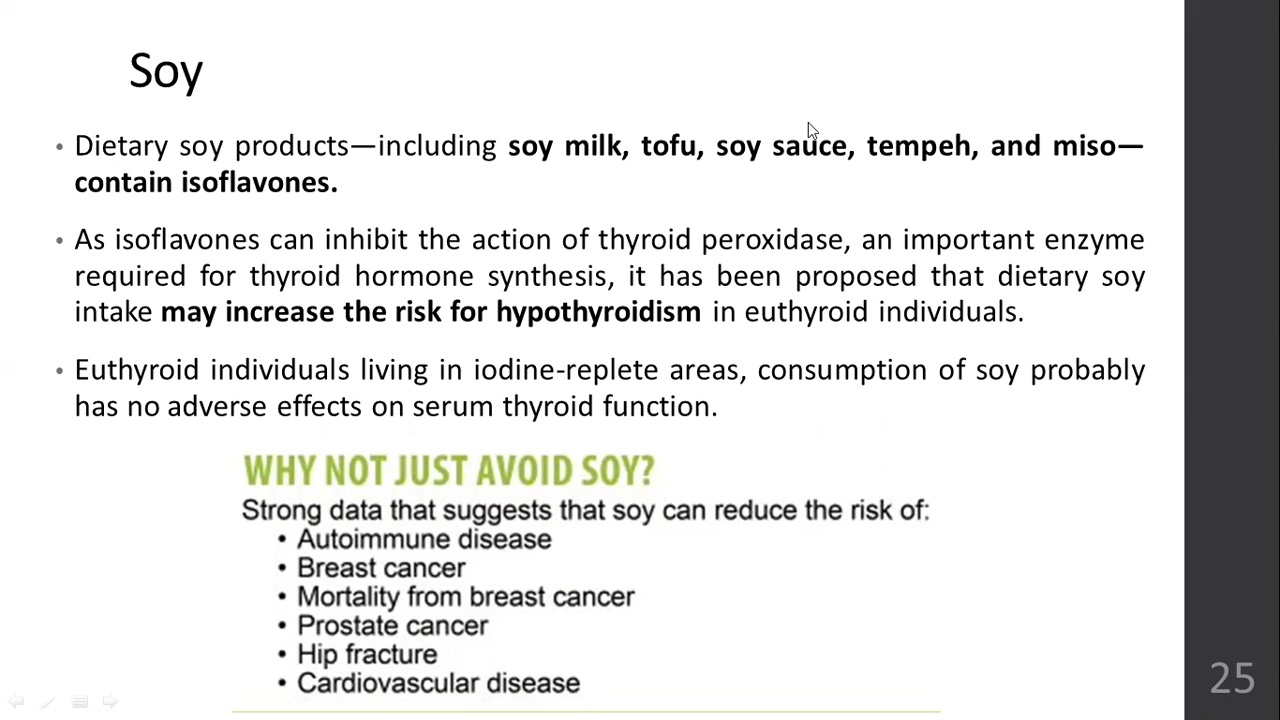 Soy
• Dietary soy products—including soy milk, tofu, soy sauce, tempeh, and miso—
contain isoflavones.
• As isoflavones can inhibit the action of thyroid peroxidase, an important enzyme
required for thyroid hormone synthesis, it has been proposed that dietary soy
intake may increase the risk for hypothyroidism in euthyroid individuals.
• Euthyroid individuals living in iodine-replete areas, consumption of soy probably
has no adverse effects on serum thyroid function.
WHY NOT JUST AVOID SOY?
Strong data that suggests that soy can reduce the risk of:
• Autoimmune disease
• Breast cancer
• Mortality from breast cancer
• Prostate cancer
• Hip fracture
• Cardiovascular disease
25